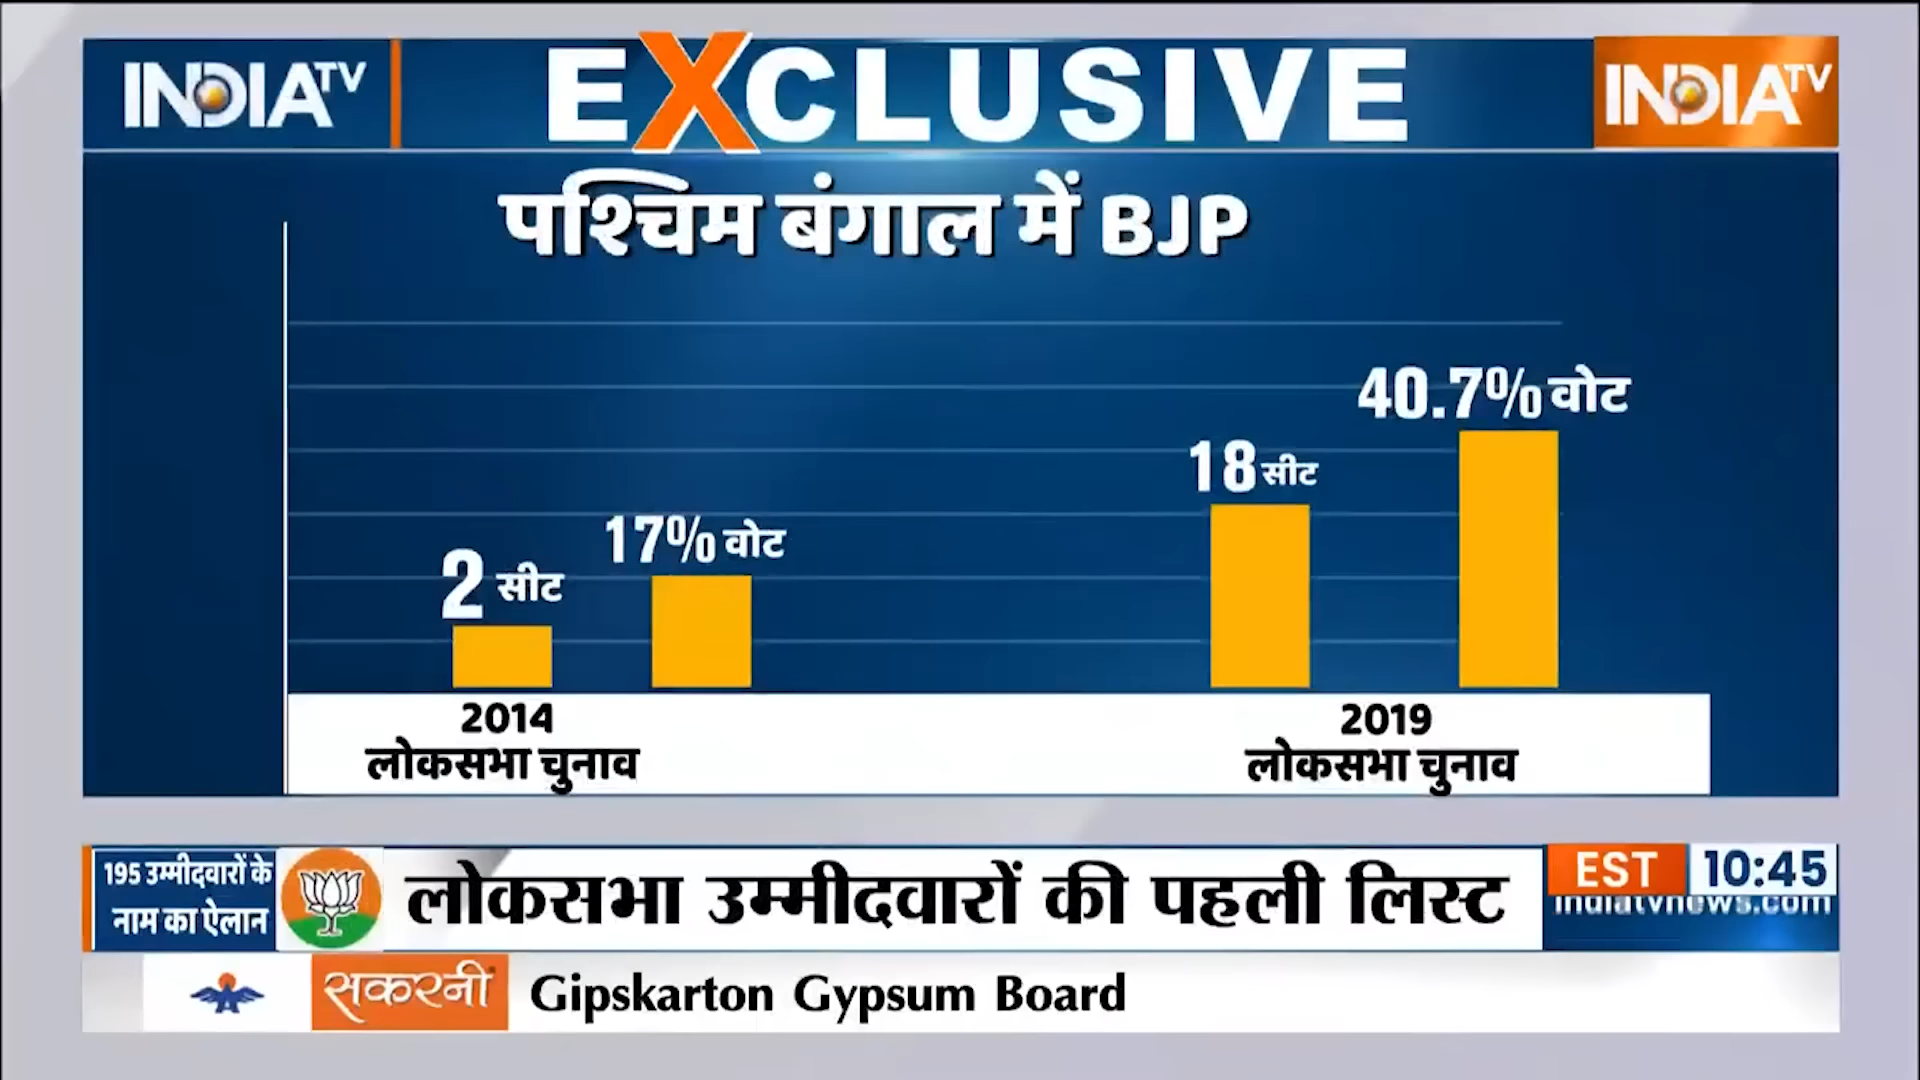 INDIA TV
EXCLUSIVE
INDIA TV
पश्चिम बंगाल में BJP
40.7% वोट
18 सीट
17% वोट
2 सीट
2014
लोकसभा चुनाव
2019
लोकसभा चुनाव
195 उम्मीदवारों के
नाम का ऐलान
लोकसभा उम्मीदवारों की पहली लिस्ट
EST 10:45
indiatvnews.com
सकरनी Gipskarton Gypsum Board